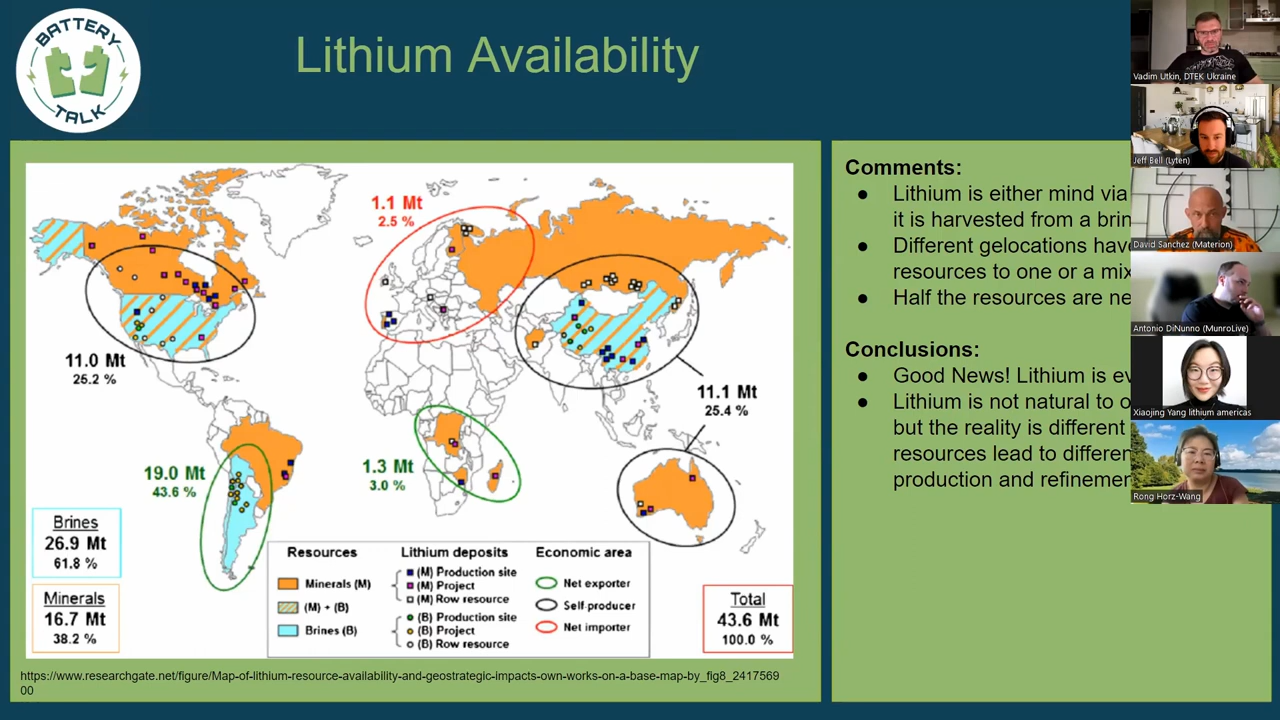 BATTERY
TALK
Lithium Availability
1.1 Mt
2.5 %
11.0 Mt
25.2 %
11.1 Mt
25.4 %
19.0 Mt
43.6 %
1.3 Mt
3.0 %
Brines
26.9 Mt
61.8 %
Minerals
16.7 Mt
38.2 %
Resources
Minerals (M)
(M) + (B)
Brines (B)
Lithium deposits
(M) Production site
(M) Project
(M) Row resource
(B) Production site
(B) Project
(B) Row resource
Economic area
Net exporter
Self-producer
Net importer
Total
43.6 Mt
100.0 %
https://www.researchgate.net/figure/Map-of-lithium-resource-availability-and-geostrategic-impacts-own-works-on-a-base-map-by_fig8_2417569
00
Comments:
● Lithium is either mind via
it is harvested from a brin
● Different gelocations have
resources to one or a mix
● Half the resources are ne
Conclusions:
● Good News! Lithium is ev
● Lithium is not natural to o
but the reality is different
resources lead to differen
production and refinemer
Vadim Utkin, DTEK Ukraine
Jeff Bell (Lyten)
David Sanchez (Materion)
Antonio DiNunno (MunroLive)
Xiaojing Yang lithium americas
Rong Horz-Wang